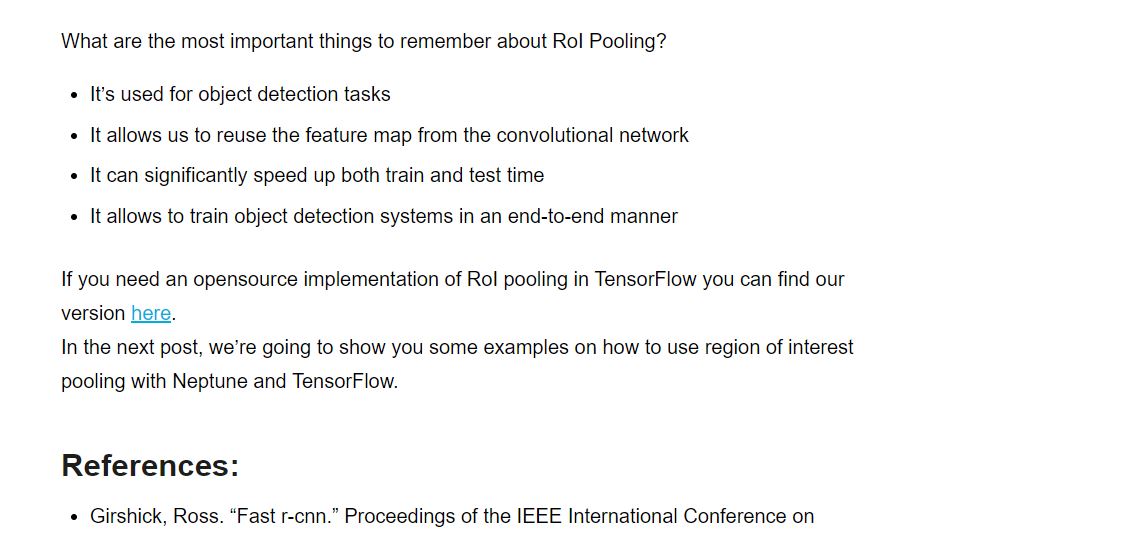 What are the most important things to remember about RoI Pooling?
• It’s used for object detection tasks
• It allows us to reuse the feature map from the convolutional network
• It can significantly speed up both train and test time
• It allows to train object detection systems in an end-to-end manner
If you need an opensource implementation of RoI pooling in TensorFlow you can find our
version here.
In the next post, we’re going to show you some examples on how to use region of interest
pooling with Neptune and TensorFlow.
References:
• Girshick, Ross. “Fast r-cnn.” Proceedings of the IEEE International Conference on